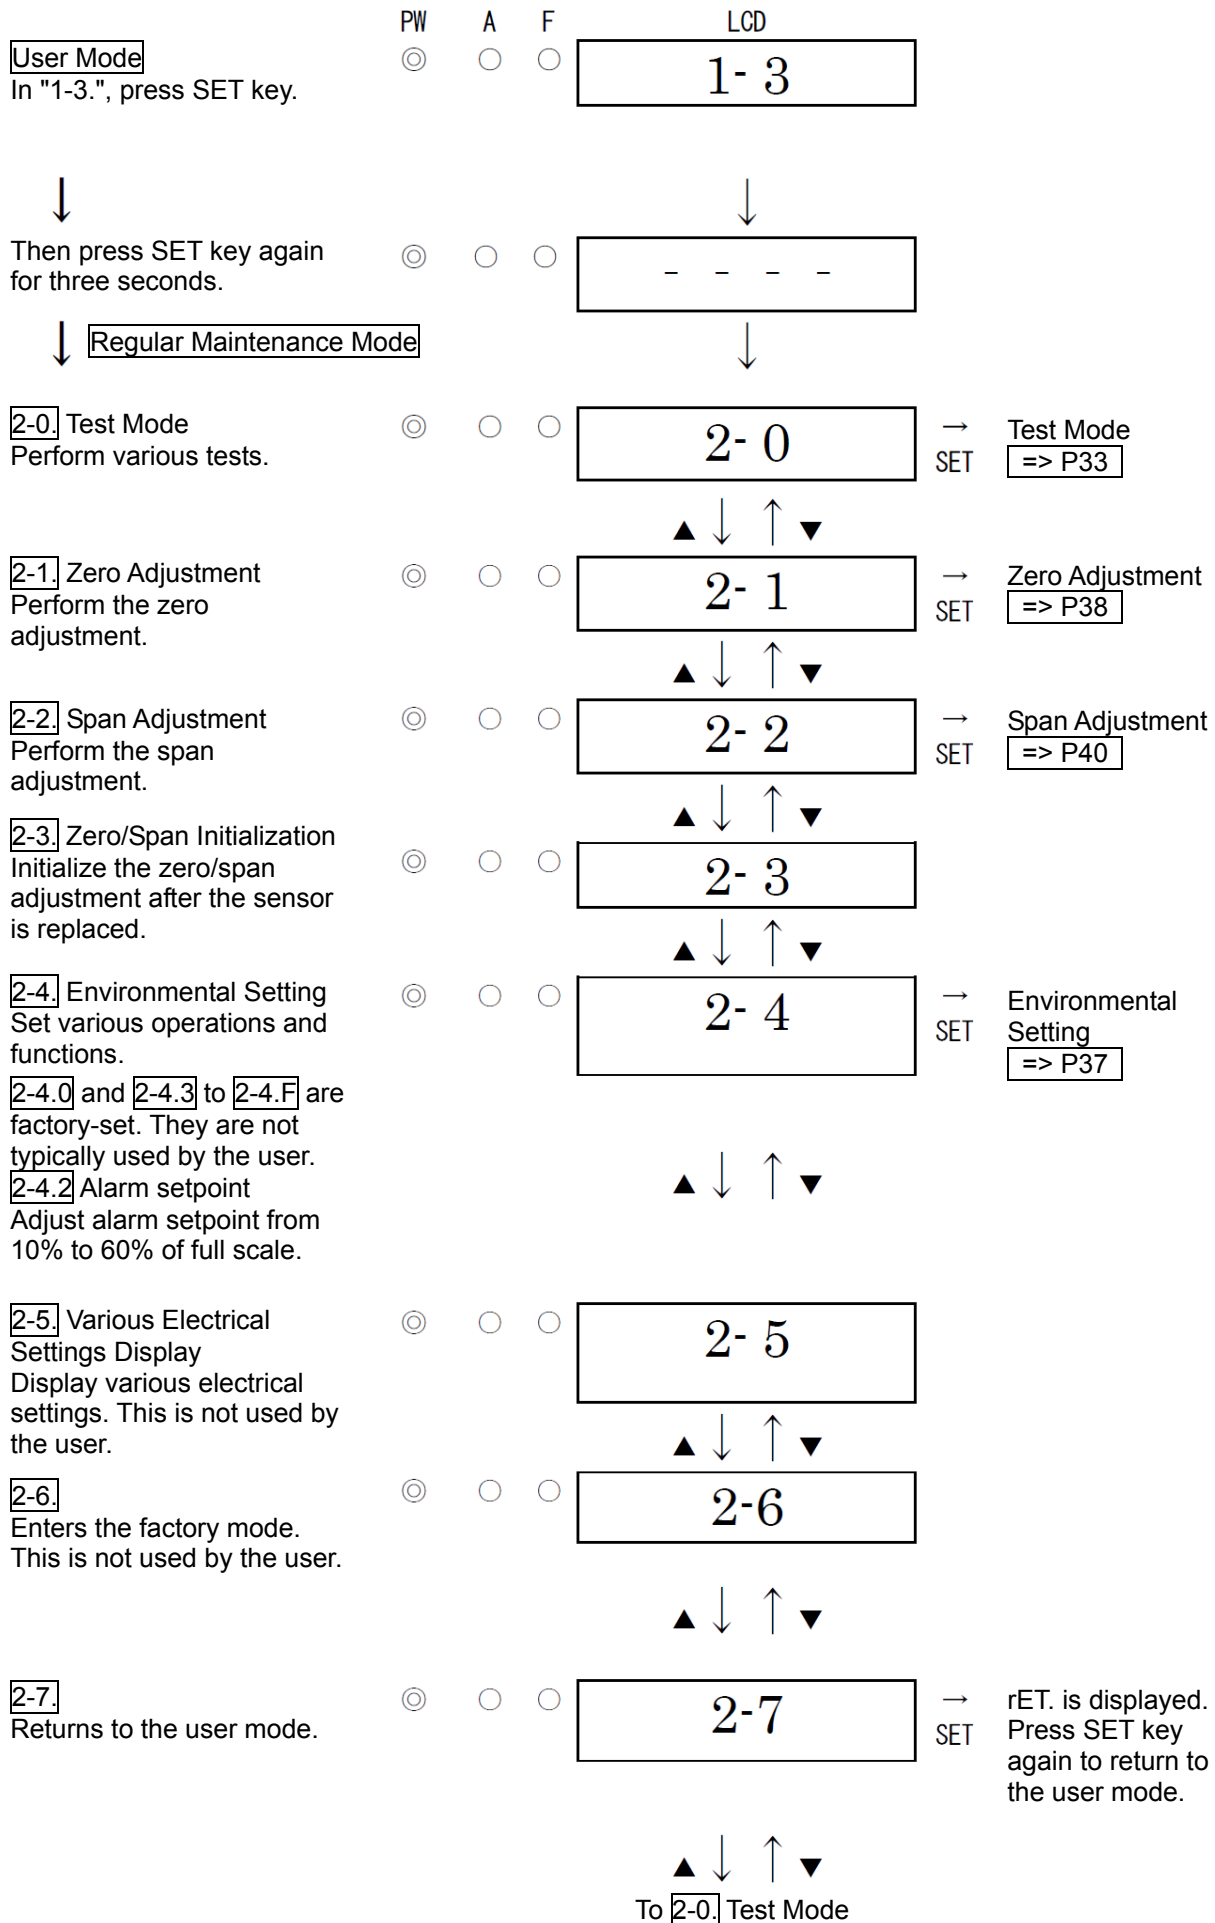 PW A F LCD
User Mode
In "1-3.", press SET key.
◎ ○ ○ 1- 3
↓ ↓
Then press SET key again
for three seconds.
◎ ○ ○ - - - -
↓ Regular Maintenance Mode ↓
2-0. Test Mode
Perform various tests.
◎ ○ ○ 2- 0 → SET
Test Mode
=> P33
▲ ↓ ↑ ▼
2-1. Zero Adjustment
Perform the zero
adjustment.
◎ ○ ○ 2- 1 → SET
Zero Adjustment
=> P38
▲ ↓ ↑ ▼
2-2. Span Adjustment
Perform the span
adjustment.
◎ ○ ○ 2- 2 → SET
Span Adjustment
=> P40
▲ ↓ ↑ ▼
2-3. Zero/Span Initialization
Initialize the zero/span
adjustment after the sensor
is replaced.
◎ ○ ○ 2- 3
▲ ↓ ↑ ▼
2-4. Environmental Setting
Set various operations and
functions.
◎ ○ ○ 2- 4 → SET
Environmental
Setting
=> P37
2-4.0 and 2-4.3 to 2-4.F are
factory-set. They are not
typically used by the user.
2-4.2 Alarm setpoint
Adjust alarm setpoint from
10% to 60% of full scale.
▲ ↓ ↑ ▼
2-5. Various Electrical
Settings Display
Display various electrical
settings. This is not used by
the user.
◎ ○ ○ 2- 5
▲ ↓ ↑ ▼
2-6.
Enters the factory mode.
This is not used by the user.
◎ ○ ○ 2-6
▲ ↓ ↑ ▼
2-7.
Returns to the user mode.
◎ ○ ○ 2-7 → SET
rET. is displayed.
Press SET key
again to return to
the user mode.
▲ ↓ ↑ ▼
To 2-0. Test Mode